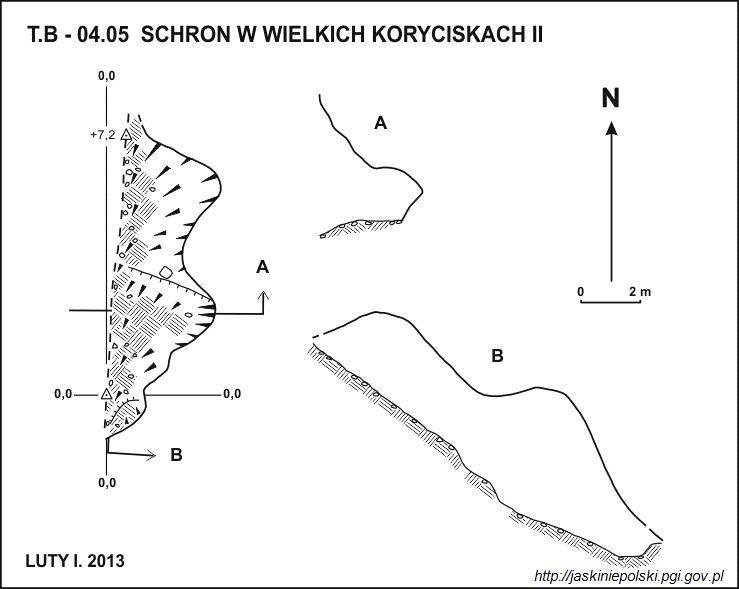 T.B - 04.05 SCHRON W WIELKICH KORYCISKACH II
0,0
+7,2
A
N
A
0 2 m
B
0,0 0,0
B
0,0
LUTY I. 2013
http://jaskiniepolski.pgi.gov.pl